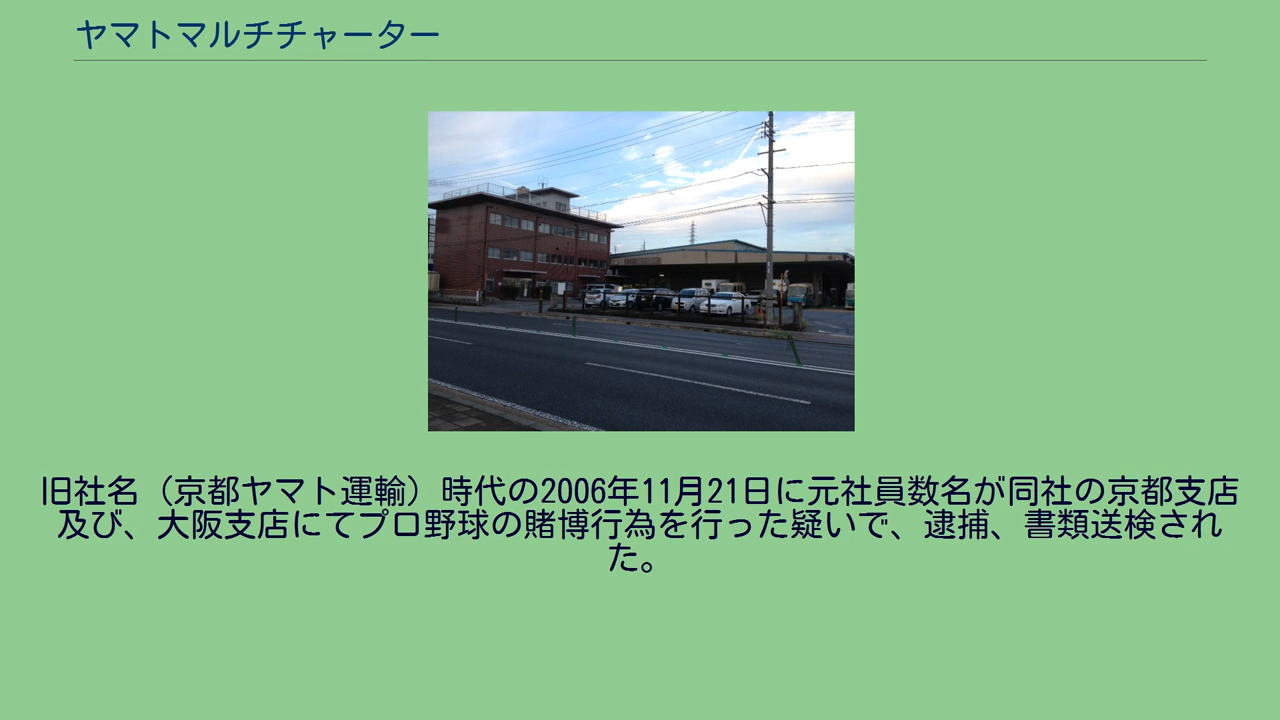 ヤマトマルチチャーター
旧社名（京都ヤマト運輸）時代の2006年11月21日に元社員数名が同社の京都支店
及び、大阪支店にてプロ野球の賭博行為を行った疑いで、逮捕、書類送検され
た。